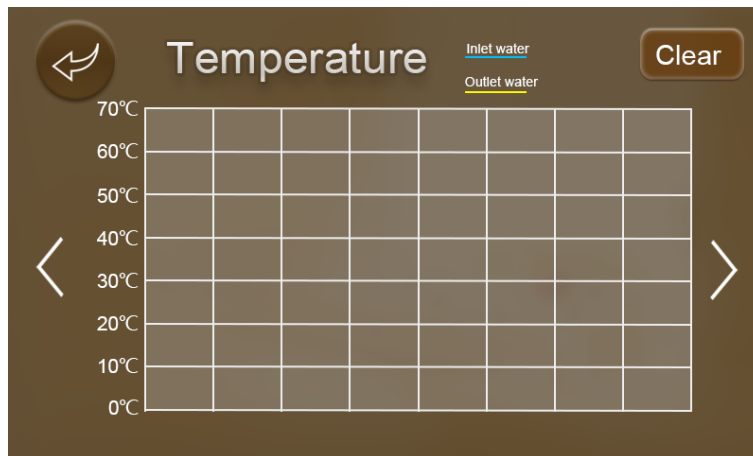 Temperature
Inlet water
Outlet water
Clear
70℃
60℃
50℃
40℃
30℃
20℃
10℃
0℃